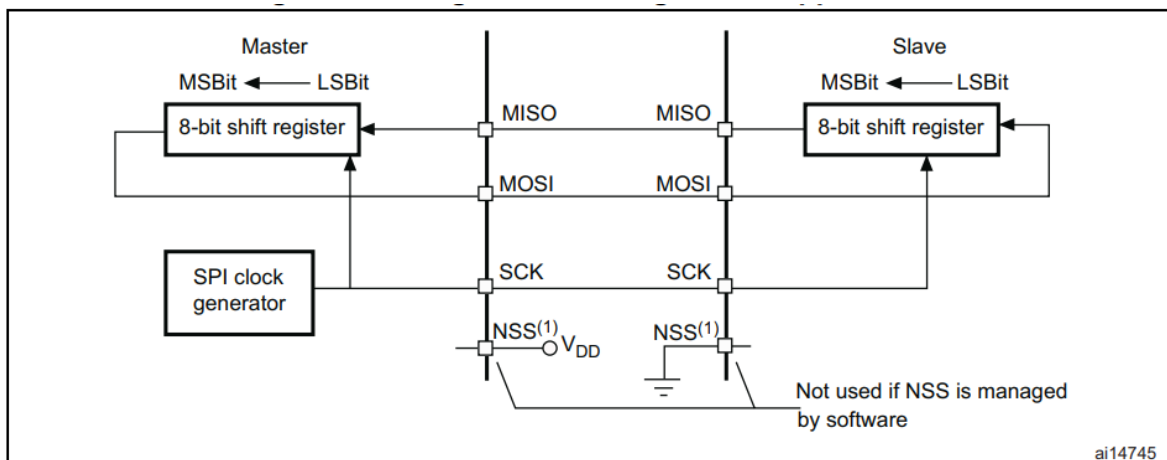 Master
Slave
MSBit LSBit
MSBit LSBit
8-bit shift register
MISO
MISO
8-bit shift register
MOSI
MOSI
SPI clock
generator
SCK
SCK
NSS(1)
VDD
NSS(1)
Not used if NSS is managed
by software
ai14745